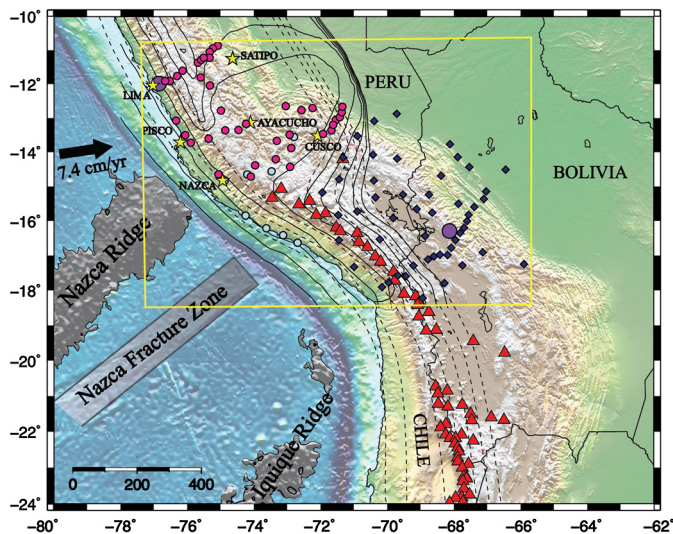 −10
−12
−14
−16
−18
−20
−22
−24
SATIPO
PERU
LIMA
AYACUCHO
PISCO
CUSCO
7.4 cm/yr
NAZCA
BOLIVIA
Nazca Ridge
Nazca Fracture Zone
Iquique Ridge
CHILE
0 200 400
−80 −78 −76 −74 −72 −70 −68 −66 −64 −62